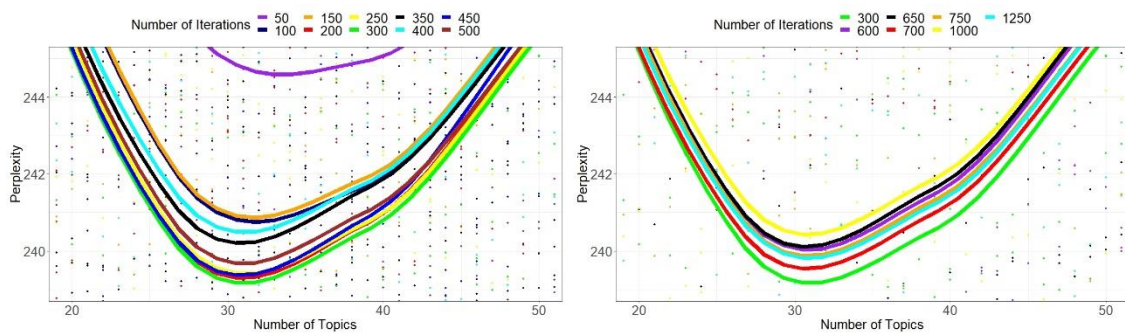 Number of Iterations 50 150 250 350 450
100 200 300 400 500
Perplexity
244
242
240
20 30 40 50
Number of Topics
Number of Iterations 300 650 750 1250
600 700 1000
Perplexity
244
242
240
20 30 40 50
Number of Topics